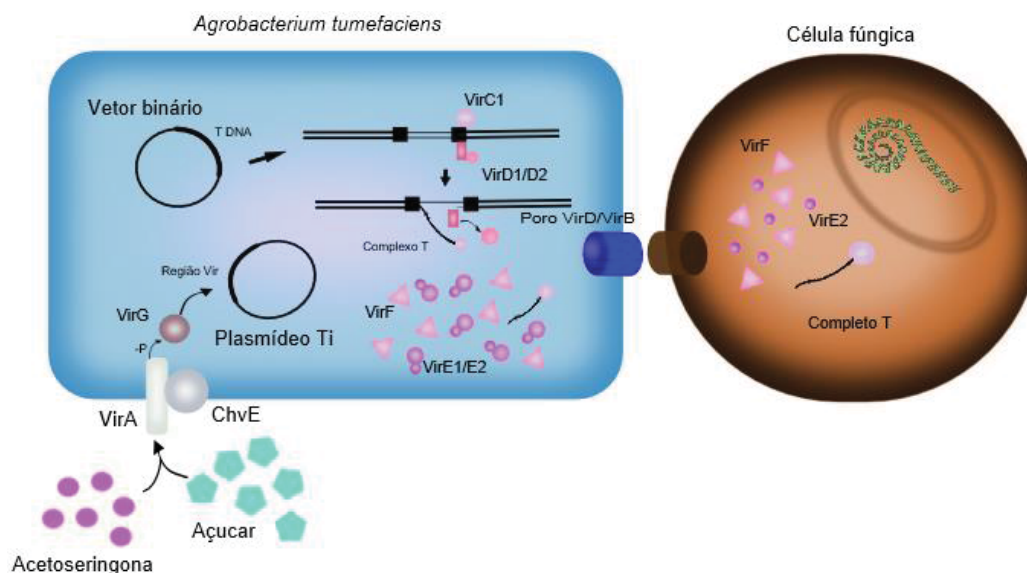 Agrobacterium tumefaciens
Célula fúngica
Vetor binário
T DNA
VirC1
VirD1/D2
Poro VirD/VirB
Complexo T
Região Vir
VirG
Plasmídeo Ti
VirF
VirE1/E2
-P
VirA
ChvE
Açucar
Acetoseringona
VirF
VirE2
Completo T